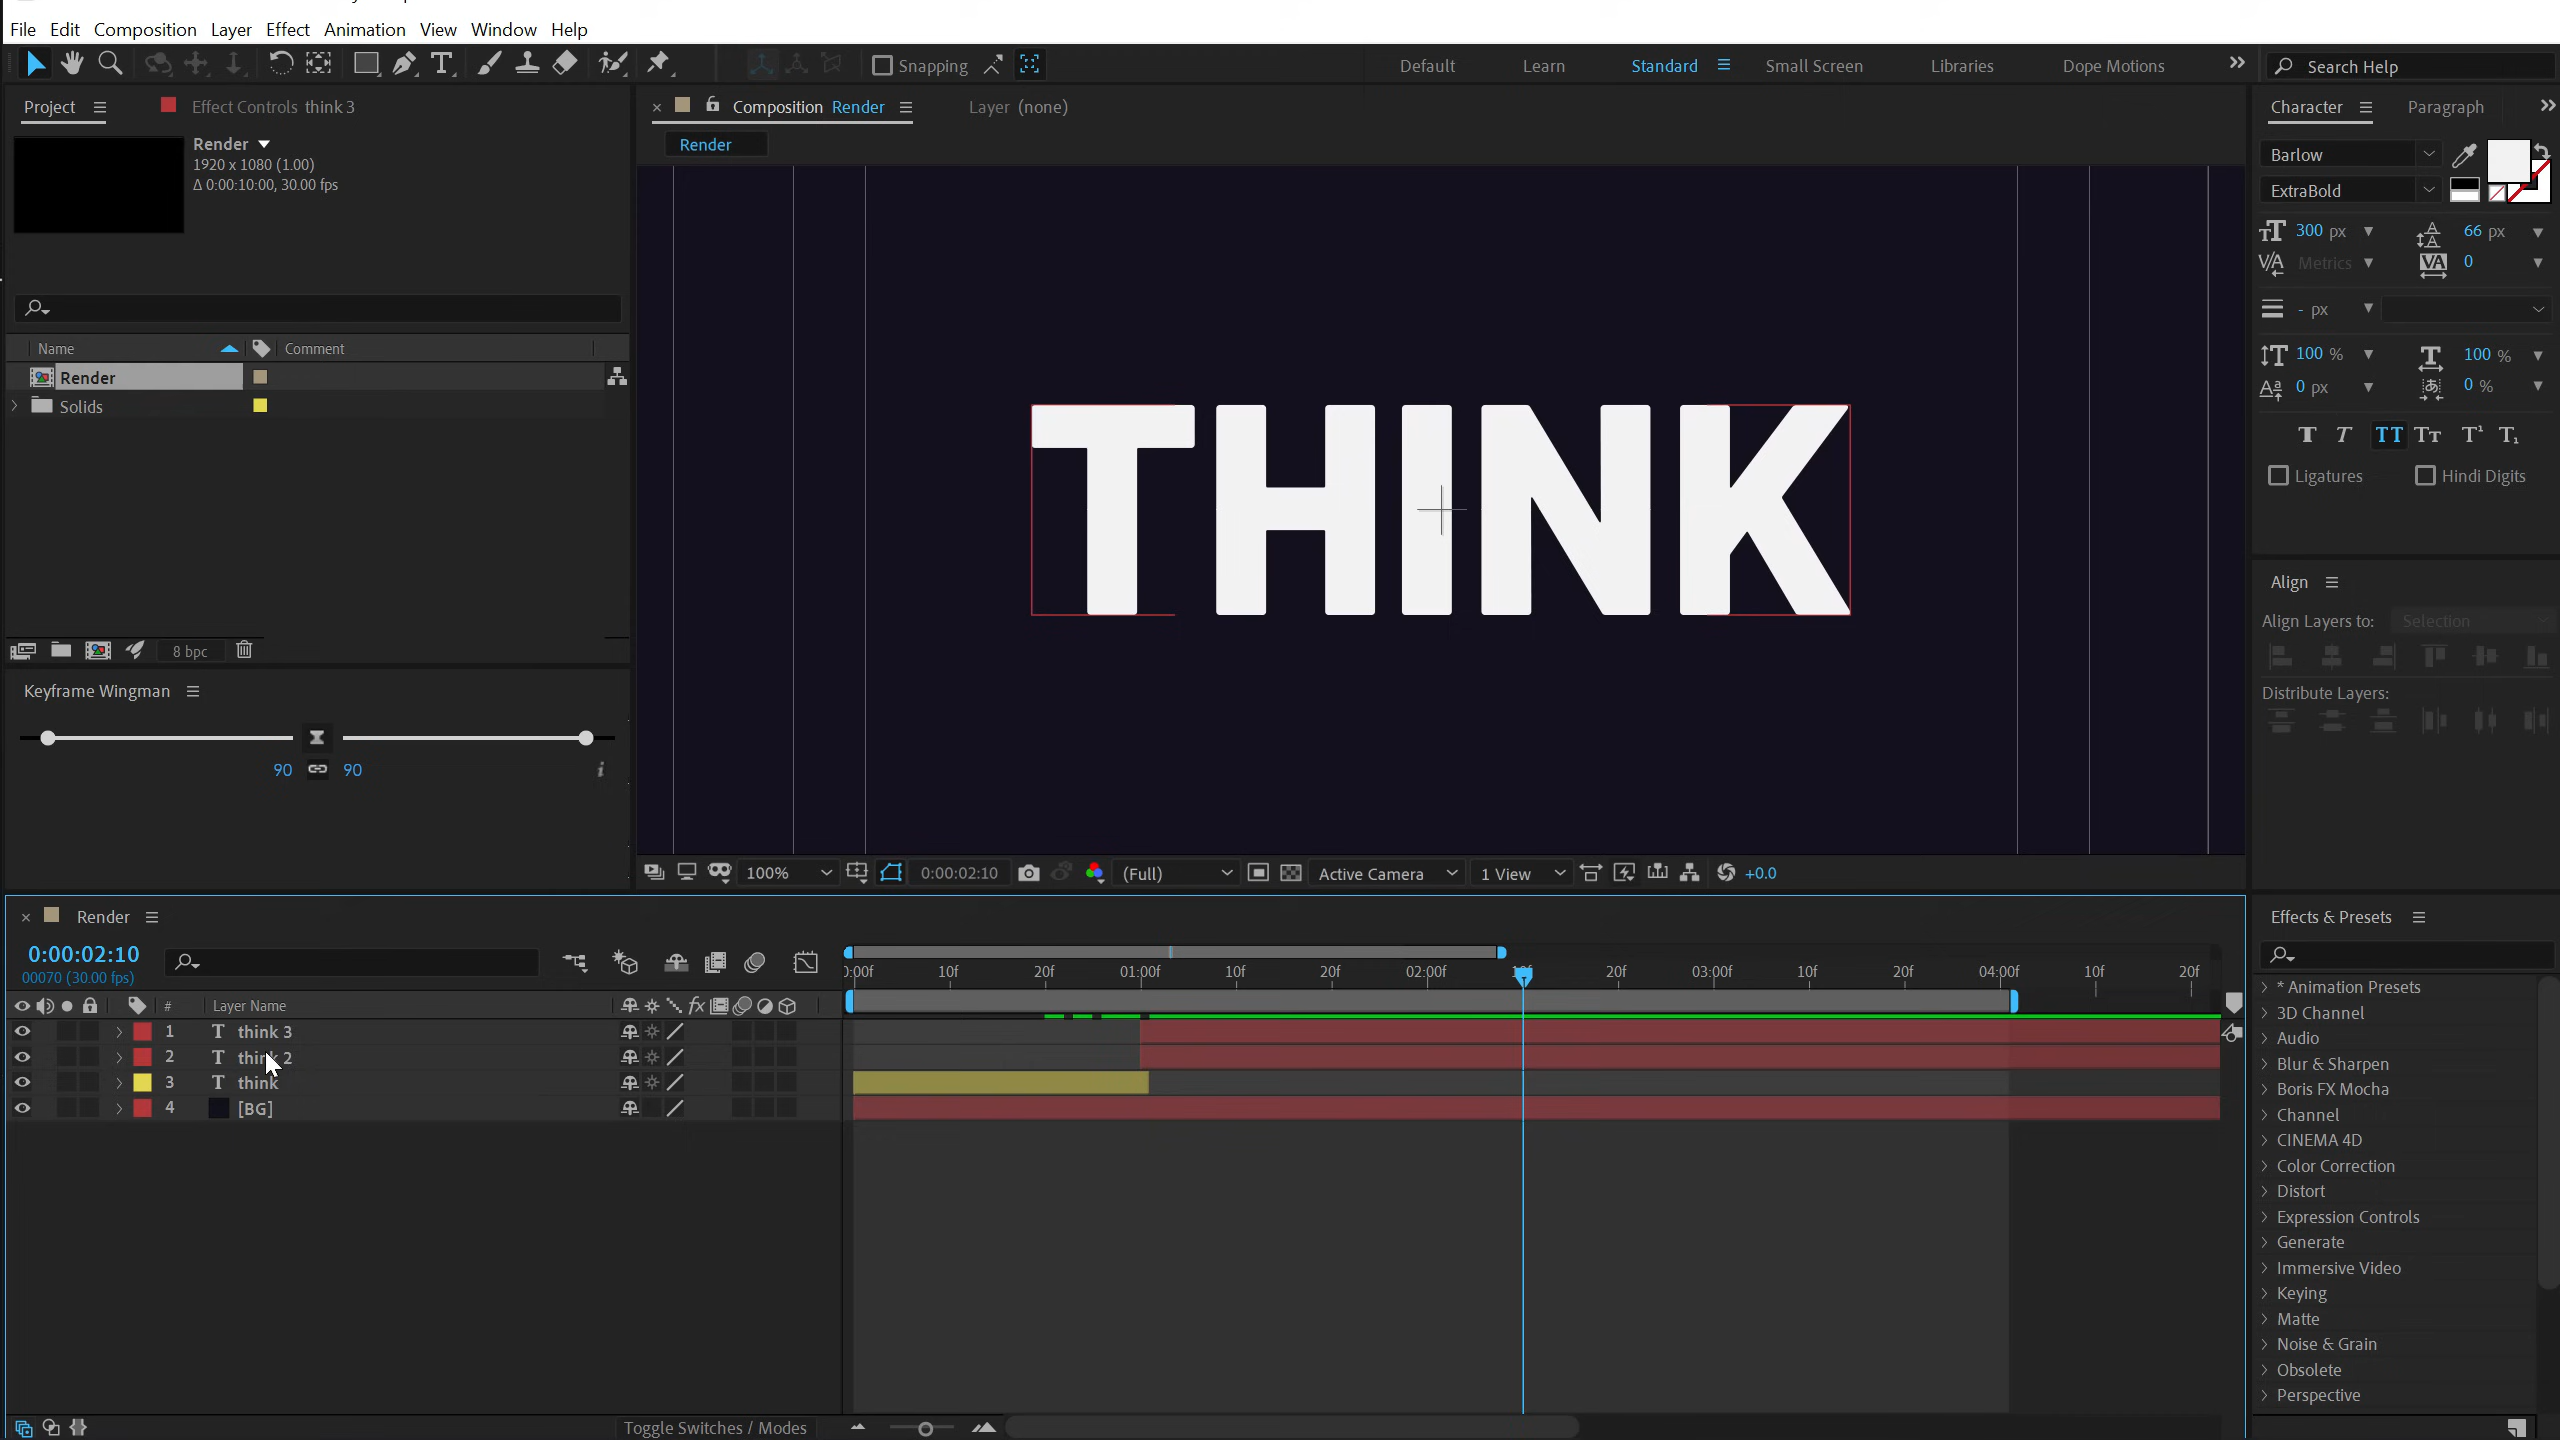 File Edit Composition Layer Effect Animation View Window Help
Snapping
Default Learn Standard Small Screen Libraries Dope Motions
Search Help
Project
Effect Controls think 3
Render
1920 x 1080 (1.00)
Δ 0:00:10:00, 30.00 fps
Name Comment
Render
Solids
8 bpc
Keyframe Wingman
90 90
i
Composition Render
Layer (none)
Render
THINK
100%
0:00:02:10
(Full)
Active Camera
1 View
+0.0
Character Paragraph
Barlow
ExtraBold
300 px
66 px
Metrics
0
- px
100 %
100 %
0 px
0 %
Ligatures
Hindi Digits
Align
Align Layers to: Selection
Distribute Layers:
Render
0:00:02:10
00070 (30.00 fps)
# Layer Name
1 T think 3
2 T think 2
3 T think
4 [BG]
):00f 10f 20f 01:00f 10f 20f 02:00f 10f 20f 03:00f 10f 20f 04:00f 10f 20f
Toggle Switches / Modes
Effects & Presets
* Animation Presets
3D Channel
Audio
Blur & Sharpen
Boris FX Mocha
Channel
CINEMA 4D
Color Correction
Distort
Expression Controls
Generate
Immersive Video
Keying
Matte
Noise & Grain
Obsolete
Perspective